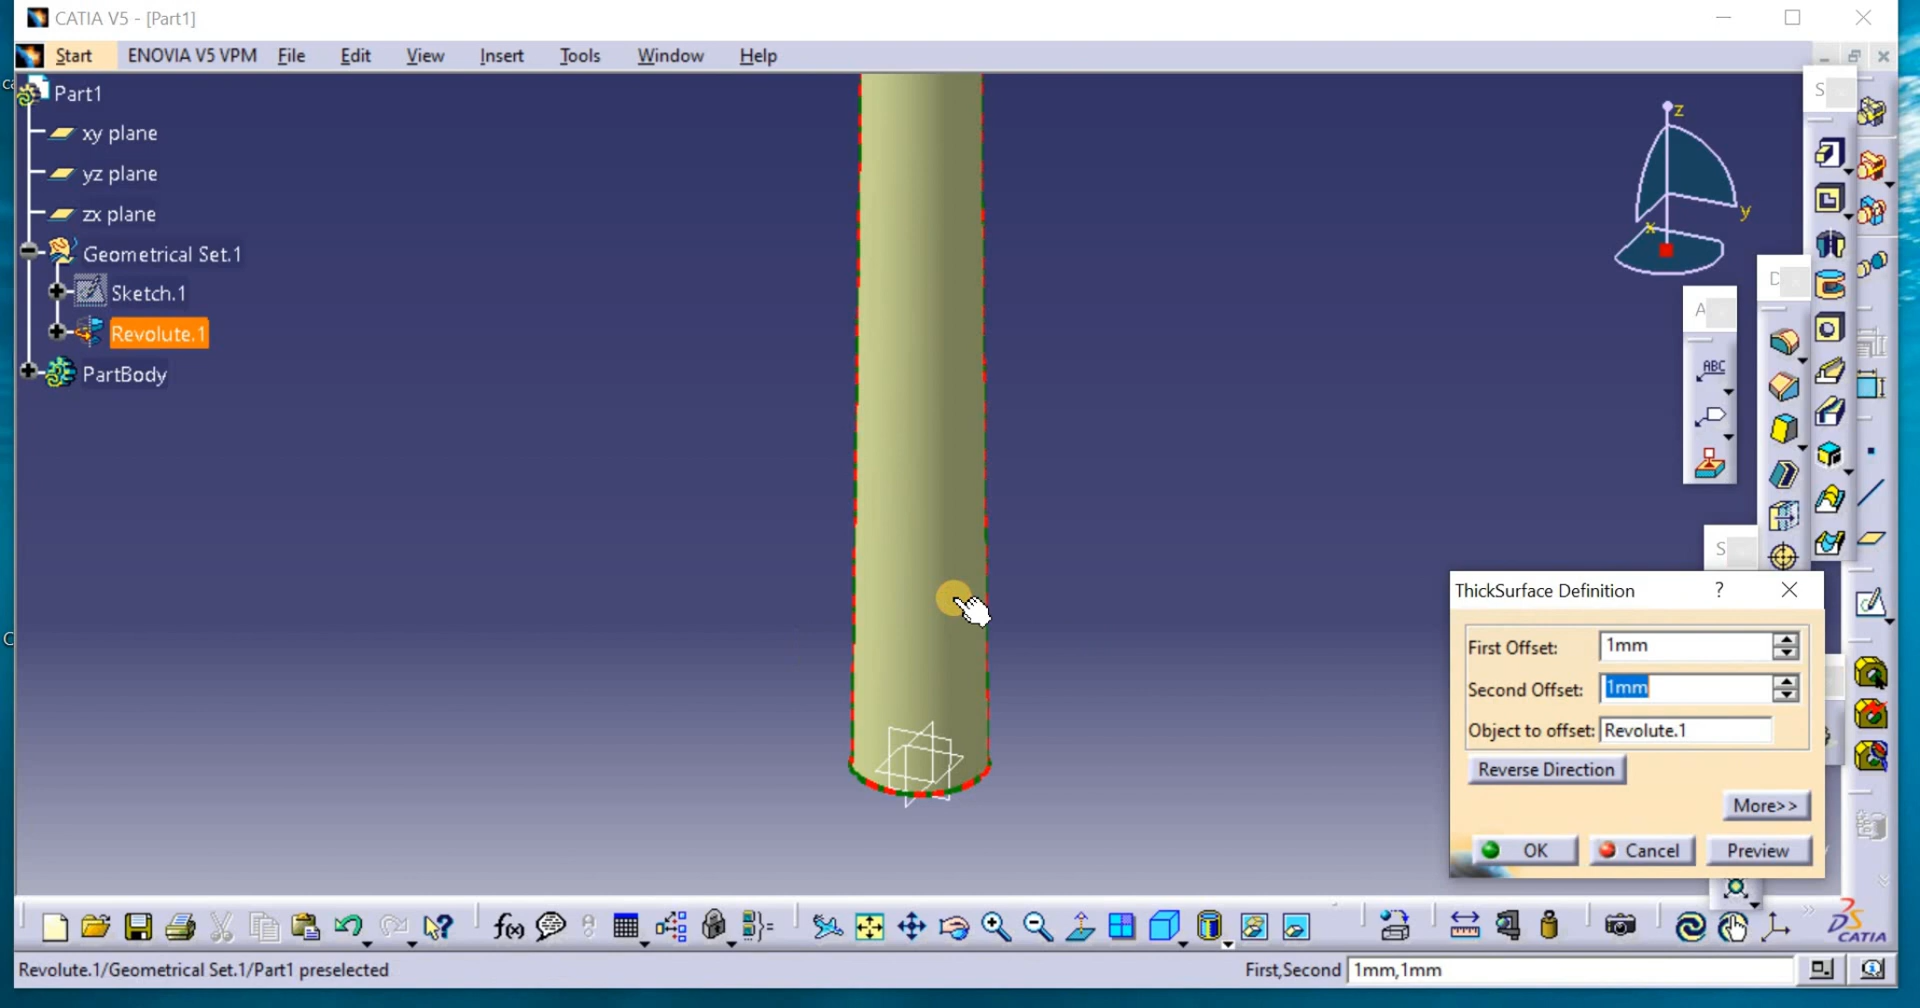 CATIA V5 - [Part1]
Start ENOVIA V5 VPM File Edit View Insert Tools Window Help
Part1
xy plane
yz plane
zx plane
Geometrical Set.1
Sketch.1
Revolute.1
PartBody
z
y
x
S
D
A
ABC
S
ThickSurface Definition ?
First Offset: 1mm
Second Offset: 1mm
Object to offset: Revolute.1
Reverse Direction
More>>
OK Cancel Preview
f(x)
CATIA
Revolute.1/Geometrical Set.1/Part1 preselected
First,Second 1mm,1mm